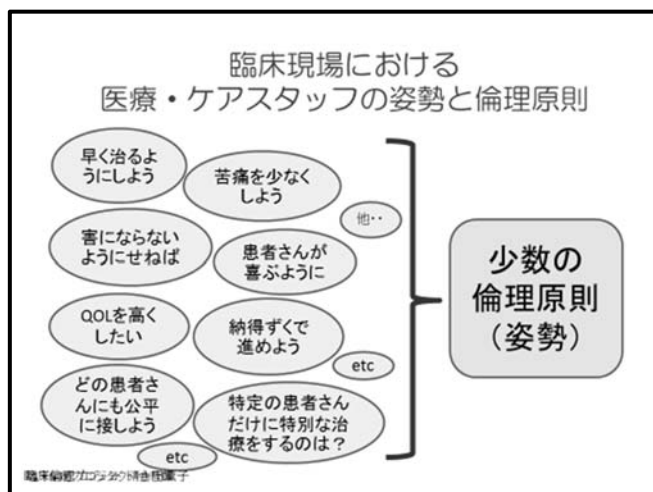 臨床現場における
医療・ケアスタッフの姿勢と倫理原則
早く治るよ
うにしよう
苦痛を少なく
しよう
他‥
害にならない
ようにせねば
患者さんが
喜ぶように
QOLを高く
したい
納得ずくで
進めよう
etc
どの患者さ
んにも公平
に接しよう
特定の患者さん
だけに特別な治
療をするのは？
etc
少数の
倫理原則
（姿勢）